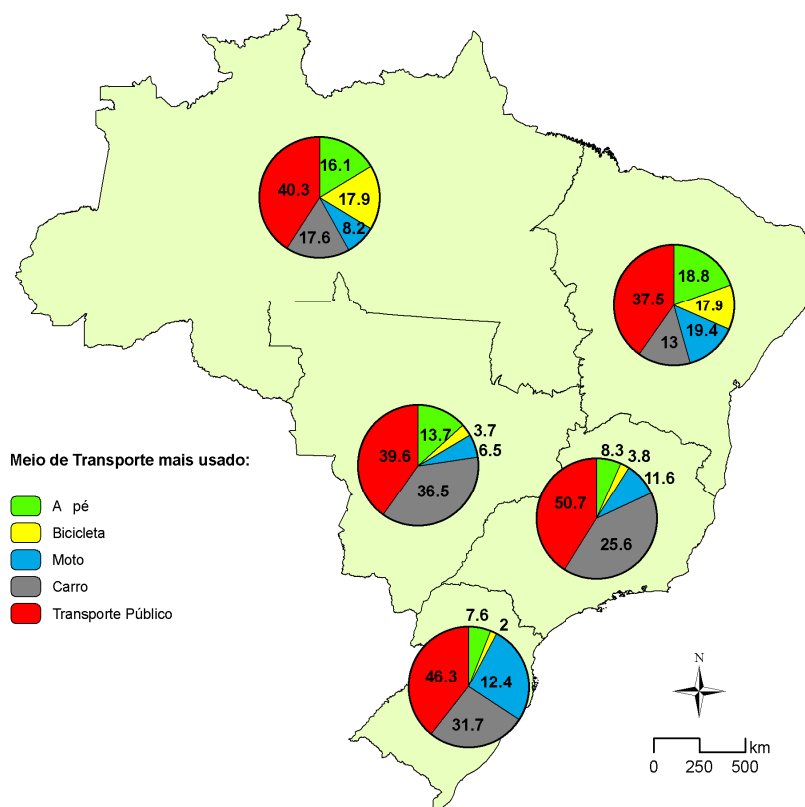 16.1
40.3
17.9
8.2
17.6
18.8
37.5
17.9
19.4
13
13.7
3.7
6.5
39.6
36.5
8.3
3.8
11.6
50.7
25.6
Meio de Transporte mais usado:
A pé
Bicicleta
Moto
Carro
Transporte Público
7.6
2
46.3
12.4
31.7
N
km
0 250 500